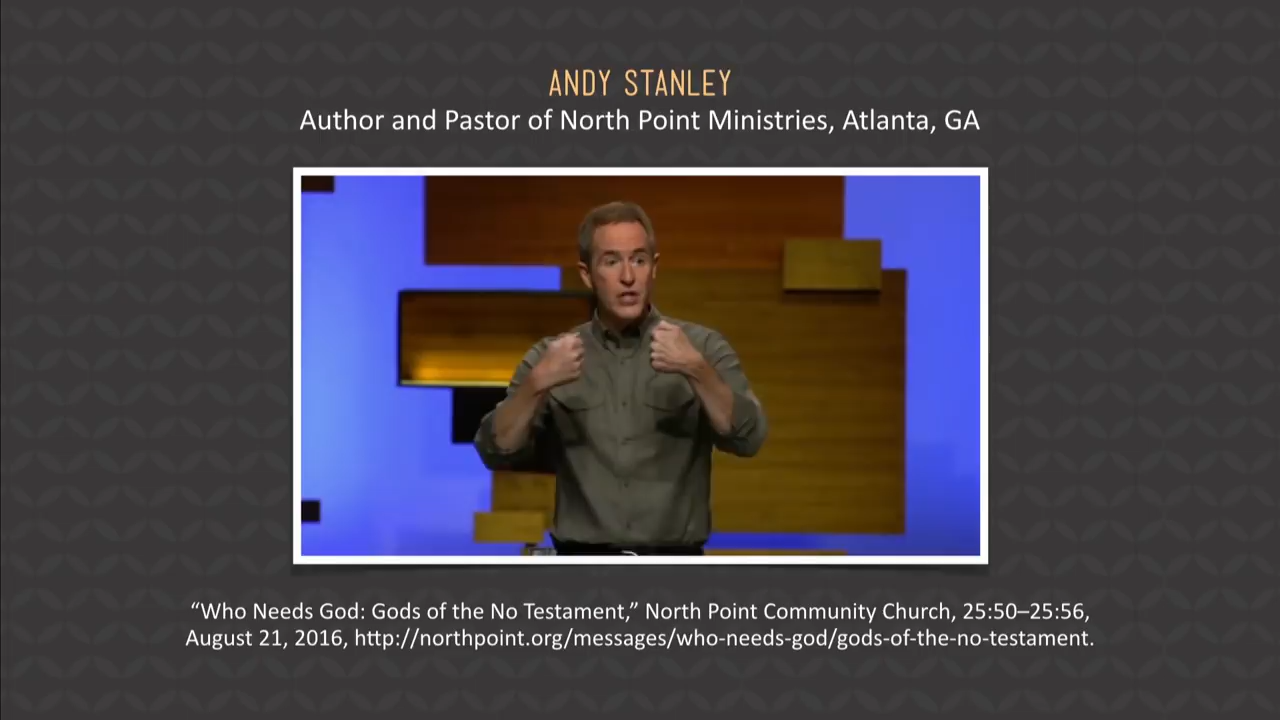 ANDY STANLEY
Author and Pastor of North Point Ministries, Atlanta, GA
“Who Needs God: Gods of the No Testament,” North Point Community Church, 25:50–25:56,
August 21, 2016, http://northpoint.org/messages/who-needs-god/gods-of-the-no-testament.